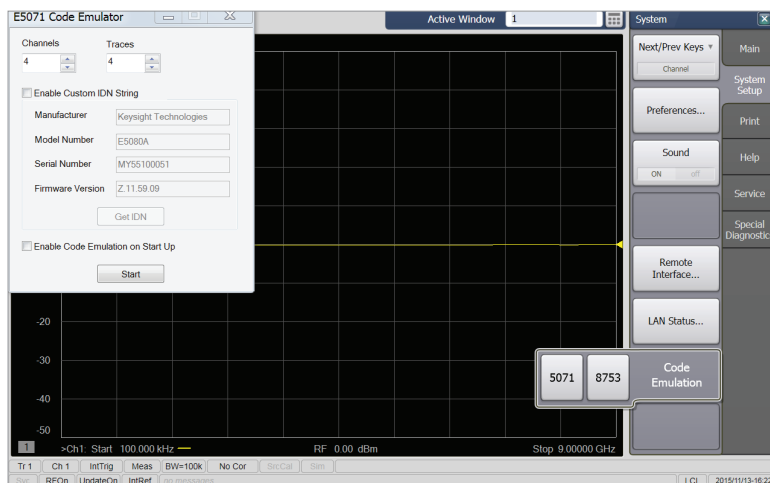 E5071 Code Emulator
Channels Traces
4 4
Enable Custom IDN String
Manufacturer Keysight Technologies
Model Number E5080A
Serial Number MY55100051
Firmware Version Z.11.59.09
Get IDN
Enable Code Emulation on Start Up
Start
Active Window 1
System
Next/Prev Keys
Channel
Preferences...
Sound
ON off
Remote
Interface...
LAN Status...
5071 8753 Code
Emulation
Main
System
Setup
Print
Help
Service
Special
Diagnostic
-20
-30
-40
-50
1 >Ch1: Start 100.000 kHz RF 0.00 dBm Stop 9.00000 GHz
Tr 1 Ch 1 IntTrig Meas BW=100k No Cor SrcCal Sim
RFOn UpdateOn IntRef no messages LCL 2015/11/13-16:22